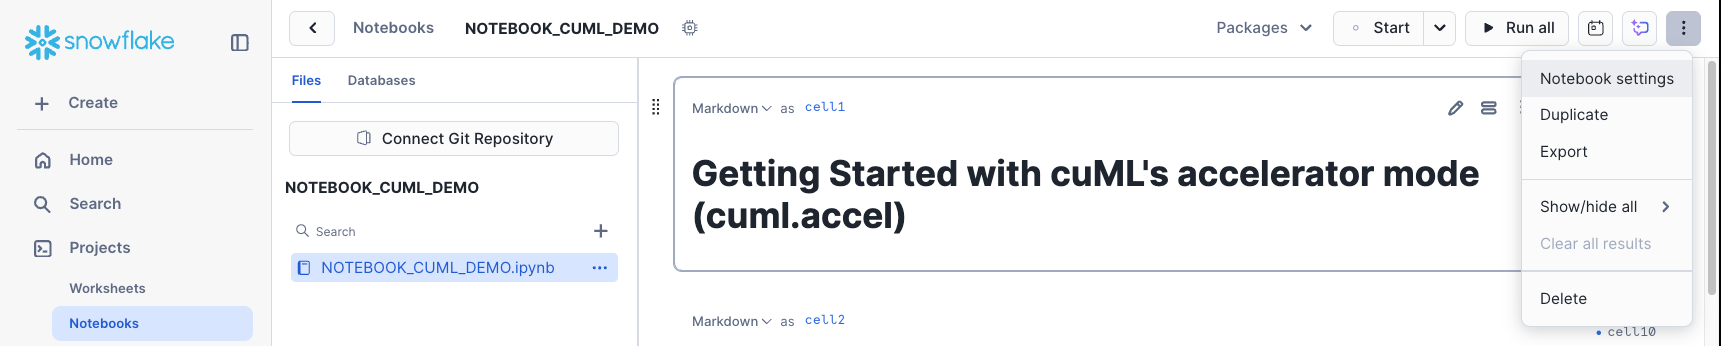 snowflake
Create
Home
Search
Projects
Worksheets
Notebooks
Notebooks NOTEBOOK_CUML_DEMO
Packages Start Run all
Files Databases
Connect Git Repository
NOTEBOOK_CUML_DEMO
Search
NOTEBOOK_CUML_DEMO.ipynb
Markdown as cell1
Getting Started with cuML's accelerator mode
(cuml.accel)
Markdown as cell2
Notebook settings
Duplicate
Export
Show/hide all
Clear all results
Delete
cell10